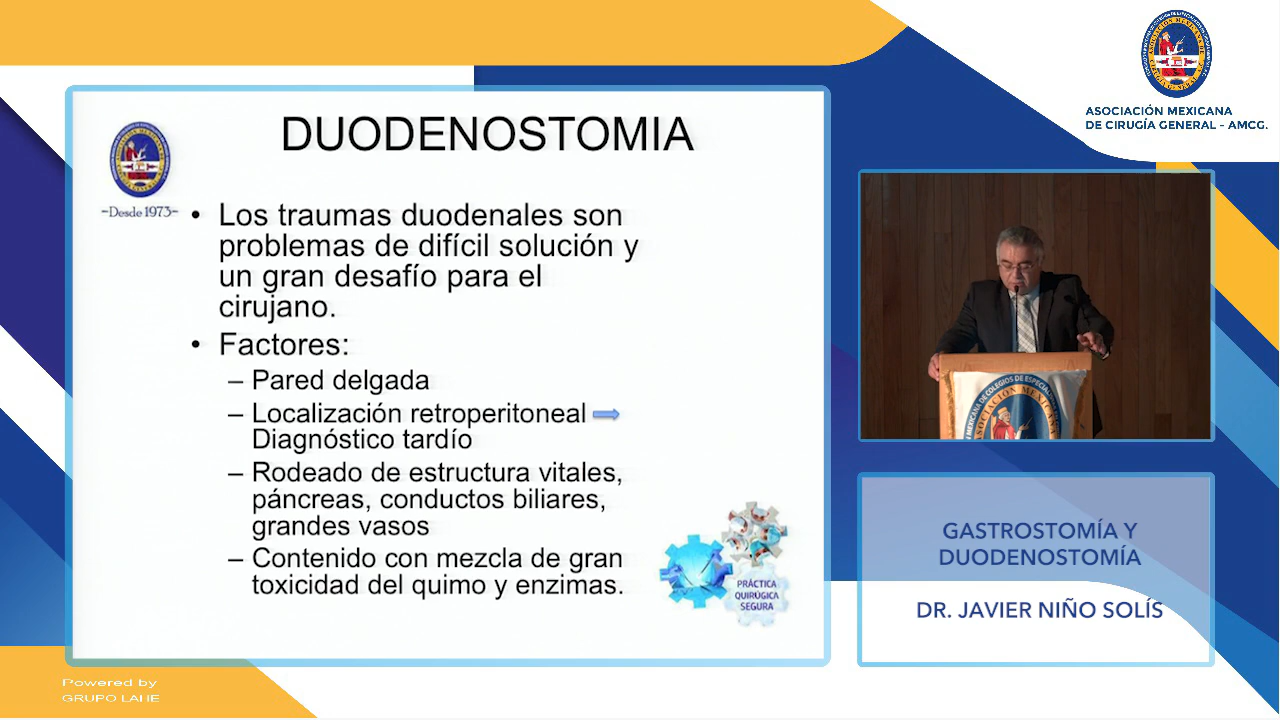 ASOCIACIÓN MEXICANA
DE CIRUGÍA GENERAL - AMCG.
DUODENOSTOMIA
-Desde 1973-
• Los traumas duodenales son
problemas de difícil solución y
un gran desafío para el
cirujano.
• Factores:
– Pared delgada
– Localización retroperitoneal
Diagnóstico tardío
– Rodeado de estructura vitales,
páncreas, conductos biliares,
grandes vasos
– Contenido con mezcla de gran
toxicidad del quimo y enzimas.
PRÁCTICA
QUIRÚGICA
SEGURA
GASTROSTOMÍA Y
DUODENOSTOMÍA
DR. JAVIER NIÑO SOLÍS
Powered by
GRUPO LAHE